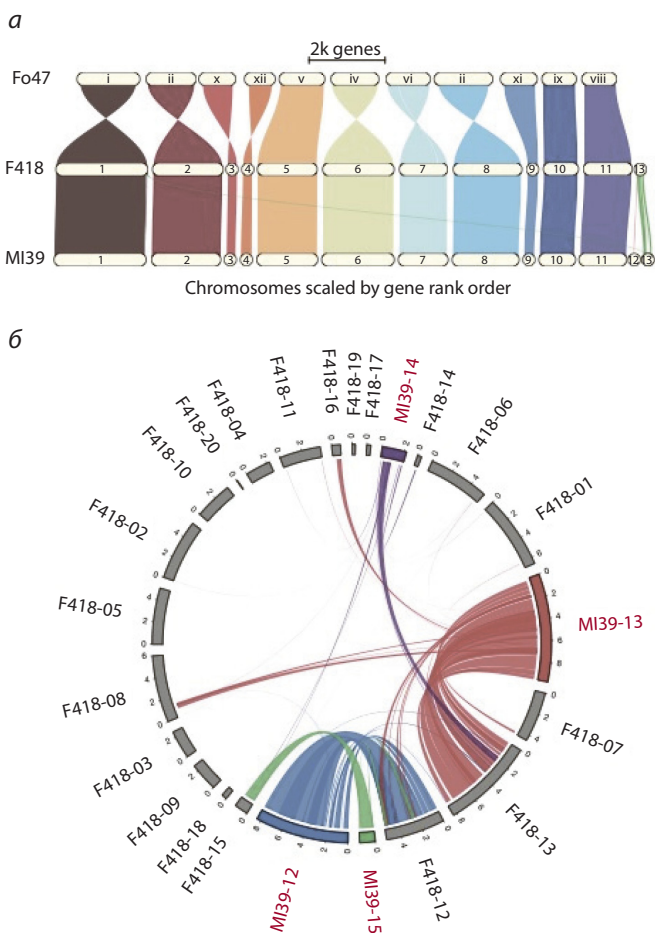 а
2k genes
Fo47 i ii x xii v iv vi ii xi ix viii
F418 1 2 3 4 5 6 7 8 9 10 11 13
MI39 1 2 3 4 5 6 7 8 9 10 11 12 13
Chromosomes scaled by gene rank order
б
F418-16
F418-19
F418-17
MI39-14
F418-14
F418-06
F418-01
MI39-13
F418-07
F418-13
F418-12
MI39-15
MI39-12
F418-15
F418-18
F418-09
F418-03
F418-08
F418-05
F418-02
F418-10
F418-20
F418-04
F418-11